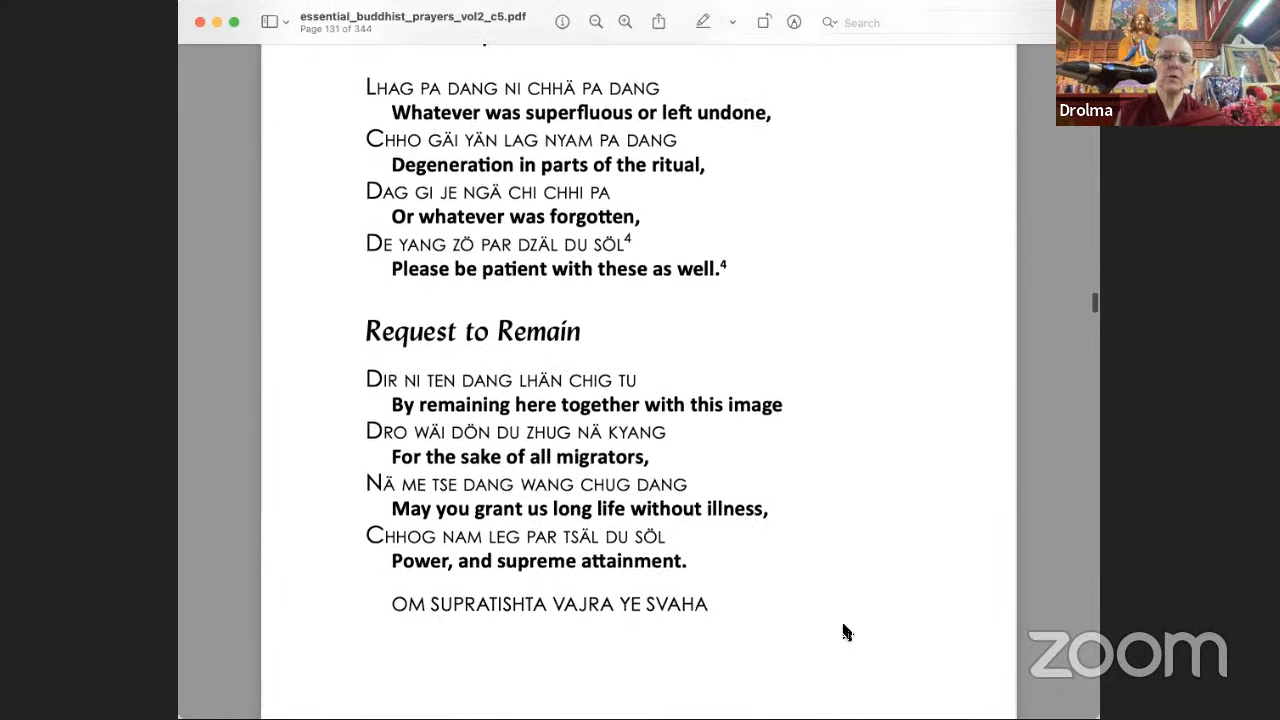 essential_buddhist_prayers_vol2_c5.pdf
Page 131 of 344
Search
Drolma
LHAG PA DANG NI CHHÄ PA DANG
Whatever was superfluous or left undone,
CHHO GÄI YÄN LAG NYAM PA DANG
Degeneration in parts of the ritual,
DAG GI JE NGÄ CHI CHHI PA
Or whatever was forgotten,
DE YANG ZÖ PAR DZÄL DU SÖL4
Please be patient with these as well.4
Request to Remain
DIR NI TEN DANG LHÄN CHIG TU
By remaining here together with this image
DRO WÄI DÖN DU ZHUG NÄ KYANG
For the sake of all migrators,
NÄ ME TSE DANG WANG CHUG DANG
May you grant us long life without illness,
CHHOG NAM LEG PAR TSÄL DU SÖL
Power, and supreme attainment.
OM SUPRATISHTA VAJRA YE SVAHA
zoom